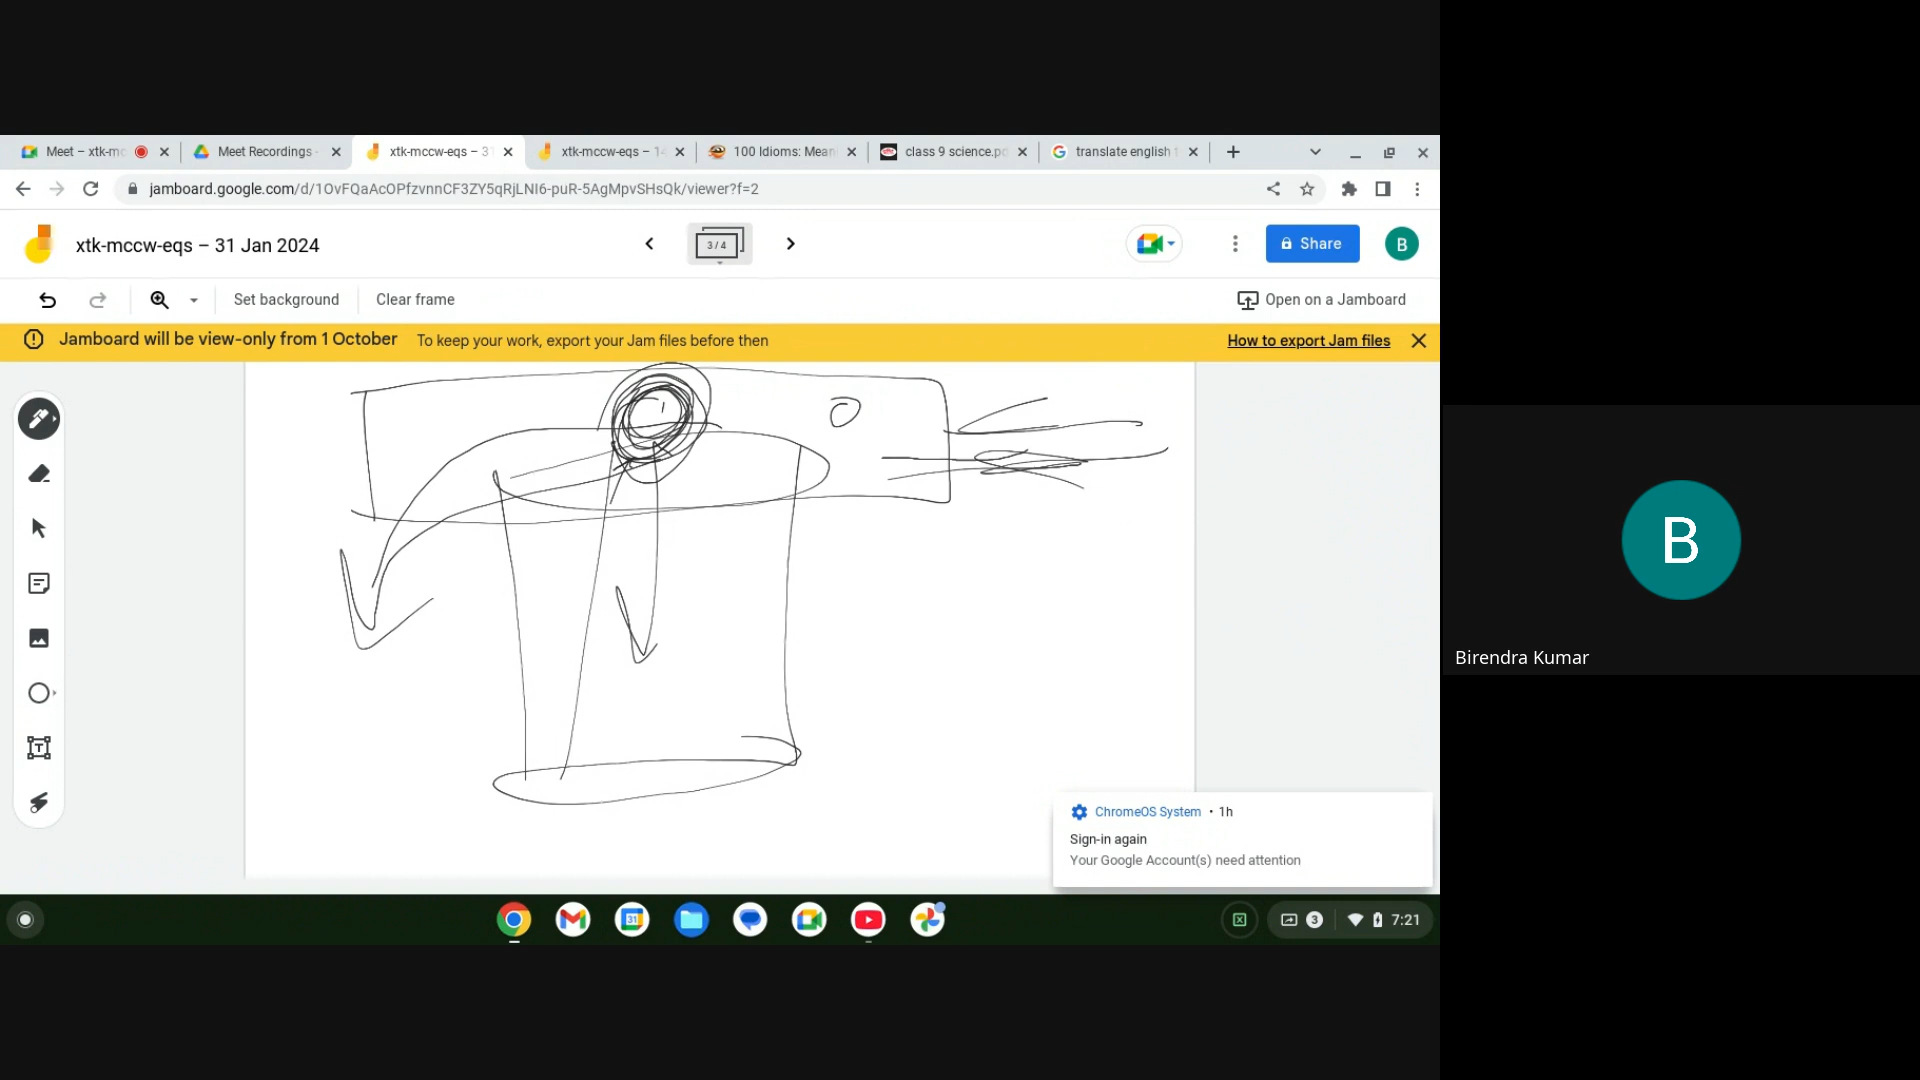 Meet – xtk-mc
Meet Recordings -
xtk-mccw-eqs – 31
xtk-mccw-eqs – 14
100 Idioms: Mean
class 9 science.pd
translate english t
jamboard.google.com/d/1OvFQaAcOPfzvnnCF3ZY5qRjLNI6-puR-5AgMpvSHsQk/viewer?f=2
xtk-mccw-eqs – 31 Jan 2024
3 / 4
Share
B
Set background
Clear frame
Open on a Jamboard
Jamboard will be view-only from 1 October To keep your work, export your Jam files before then
How to export Jam files
B
Birendra Kumar
ChromeOS System • 1h
Sign-in again
Your Google Account(s) need attention
31
3
7:21